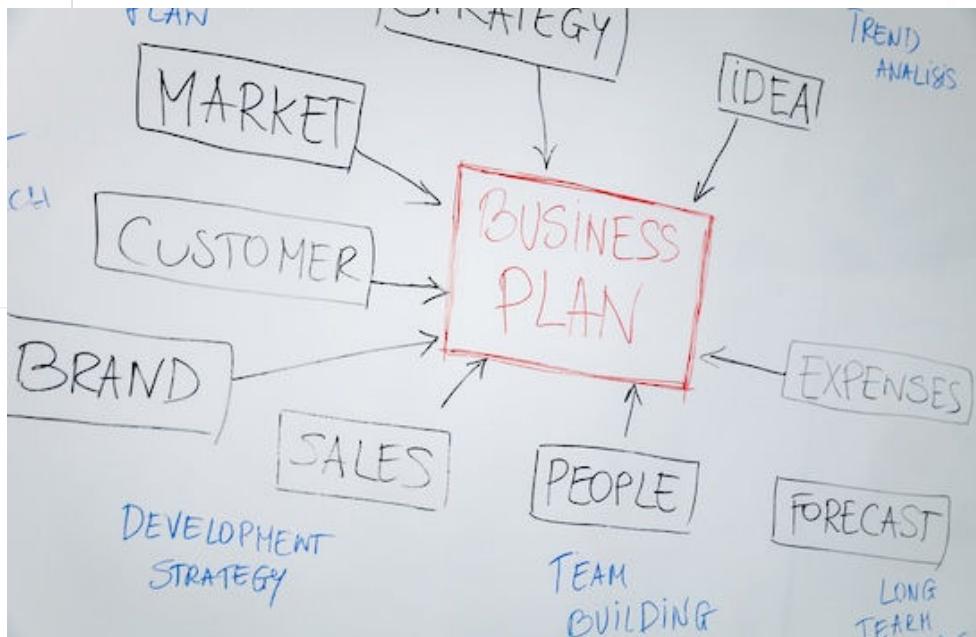 PLAN
STRATEGY
TREND
ANALISIS
MARKET
IDEA
CUSTOMER
BUSINESS
PLAN
BRAND
EXPENSES
SALES
PEOPLE
FORECAST
DEVELOPMENT
STRATEGY
TEAM
BUILDING
LONG
TEARM